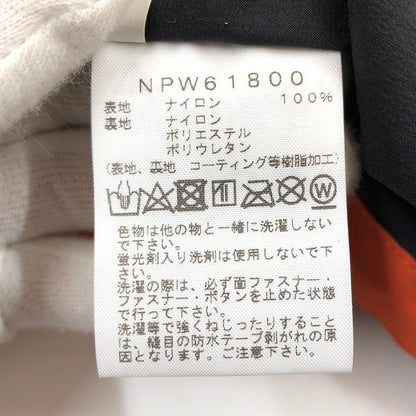 NPW61800
表地 ナイロン 100%
裏地 ナイロン
ポリエステル
ポリウレタン
(表地、裏地 コーティング等樹脂加工)
W
色物は他の物と一緒に洗濯しない
で下さい。
蛍光剤入り洗剤は使用しないで下
さい。
洗濯の際は、必ず面ファスナー・
ファスナー・ボタンを止めた状態
で行って下さい。
洗濯等で強くねじったりすること
は、縫目の防水テープ剥がれの原
因となります。ご注意下さい。